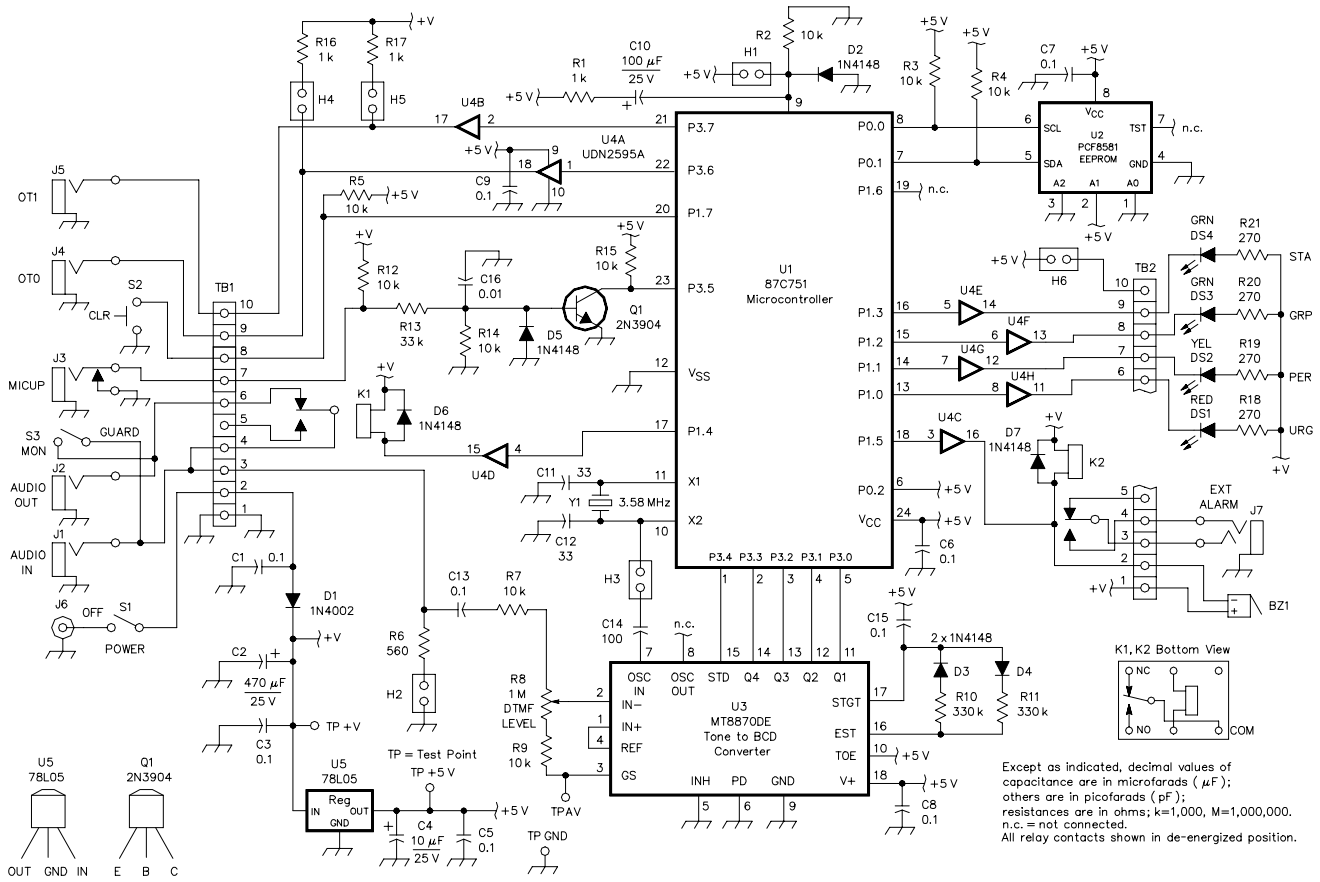 +V
R16
1k
R17
1k
H4
H5
R1
1k
+5V
C10
100 µF
25 V
+5V
H1
R2
10k
D2
1N4148
9
+5V
R3
10k
+5V
R4
10k
C7
0.1
+5V
8
VCC
U2
PCF8581
EEPROM
6
SCL
5
SDA
TST
7
n.c.
GND
4
A2
A1
A0
3
2
1
+5V
17
U4B
2
21
P3.7
U4A
UDN2595A
+5V
9
18
1
10
22
P3.6
C9
0.1
R5
10k
+5V
20
P1.7
J5
OT1
J4
OT0
S2
CLR
J3
MICUP
S3
MON
GUARD
J2
AUDIO
OUT
J1
AUDIO
IN
J6
OFF
S1
POWER
TB1
10
9
8
7
6
5
4
3
2
1
+V
R12
10k
R13
33k
C16
0.01
R14
10k
D5
1N4148
Q1
2N3904
+5V
R15
10k
23
P3.5
12
VSS
+V
K1
D6
1N4148
15
U4D
4
17
P1.4
C11
33
11
X1
Y1
3.58 MHz
C12
33
10
X2
U1
87C751
Microcontroller
P0.0
8
P0.1
7
P1.6
19
n.c.
P1.3
16
5
U4E
14
P1.2
15
6
U4F
13
P1.1
14
7
U4G
12
P1.0
13
8
U4H
11
P1.5
18
3
U4C
16
P0.2
6
+5V
VCC
24
+5V
C6
0.1
P3.4
P3.3
P3.2
P3.1
P3.0
1
2
3
4
5
+5V
H6
TB2
10
9
8
7
6
GRN
DS4
R21
270
STA
GRN
DS3
R20
270
GRP
YEL
DS2
R19
270
PER
RED
DS1
R18
270
URG
+V
D7
1N4148
+V
K2
5
4
3
2
1
EXT
ALARM
J7
+V
BZ1
C1
0.1
D1
1N4002
+V
C2
470 µF
25 V
C3
0.1
TP +V
C13
0.1
R7
10k
R6
560
H2
H3
C14
100
n.c.
R8
1 M
DTMF
LEVEL
R9
10k
TPAV
TP = Test Point
TP +5V
U5
78L05
IN
Reg
OUT
GND
C4
10 µF
25 V
C5
0.1
+5V
TP GND
7
8
15
14
13
12
11
OSC
IN
OSC
OUT
STD
Q4
Q3
Q2
Q1
2
IN-
1
IN+
4
REF
3
GS
U3
MT8870DE
Tone to BCD
Converter
INH
PD
GND
5
6
9
STGT
17
EST
16
TOE
10
+5V
V+
18
+5V
C8
0.1
+5V
C15
0.1
2 x 1N4148
D3
D4
R10
330k
R11
330k
K1, K2 Bottom View
NC
NO
COM
U5
78L05
OUT GND IN
Q1
2N3904
E B C
Except as indicated, decimal values of
capacitance are in microfarads (µF);
others are in picofarads (pF);
resistances are in ohms; k=1,000, M=1,000,000.
n.c. = not connected.
All relay contacts shown in de-energized position.